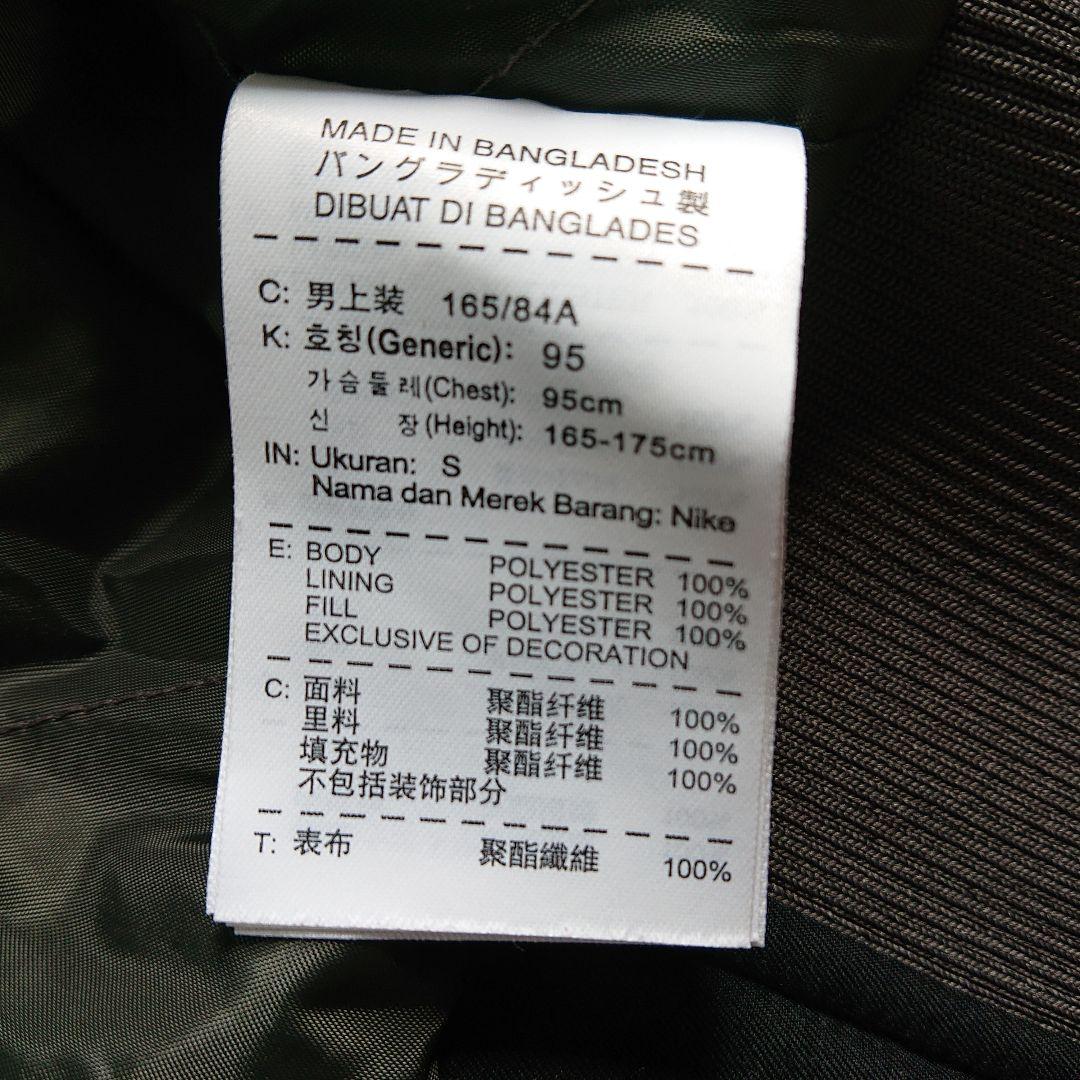 MADE IN BANGLADESH
バングラディッシュ製
DIBUAT DI BANGLADES
C: 男上装 165/84A
K: 호칭(Generic): 95
가슴둘레(Chest): 95cm
신 장(Height): 165-175cm
IN: Ukuran: S
Nama dan Merek Barang: Nike
E: BODY POLYESTER 100%
LINING POLYESTER 100%
FILL POLYESTER 100%
EXCLUSIVE OF DECORATION
C: 面料 聚酯纤维 100%
里料 聚酯纤维 100%
填充物 聚酯纤维 100%
不包括装饰部分
T: 表布 聚酯纖維 100%